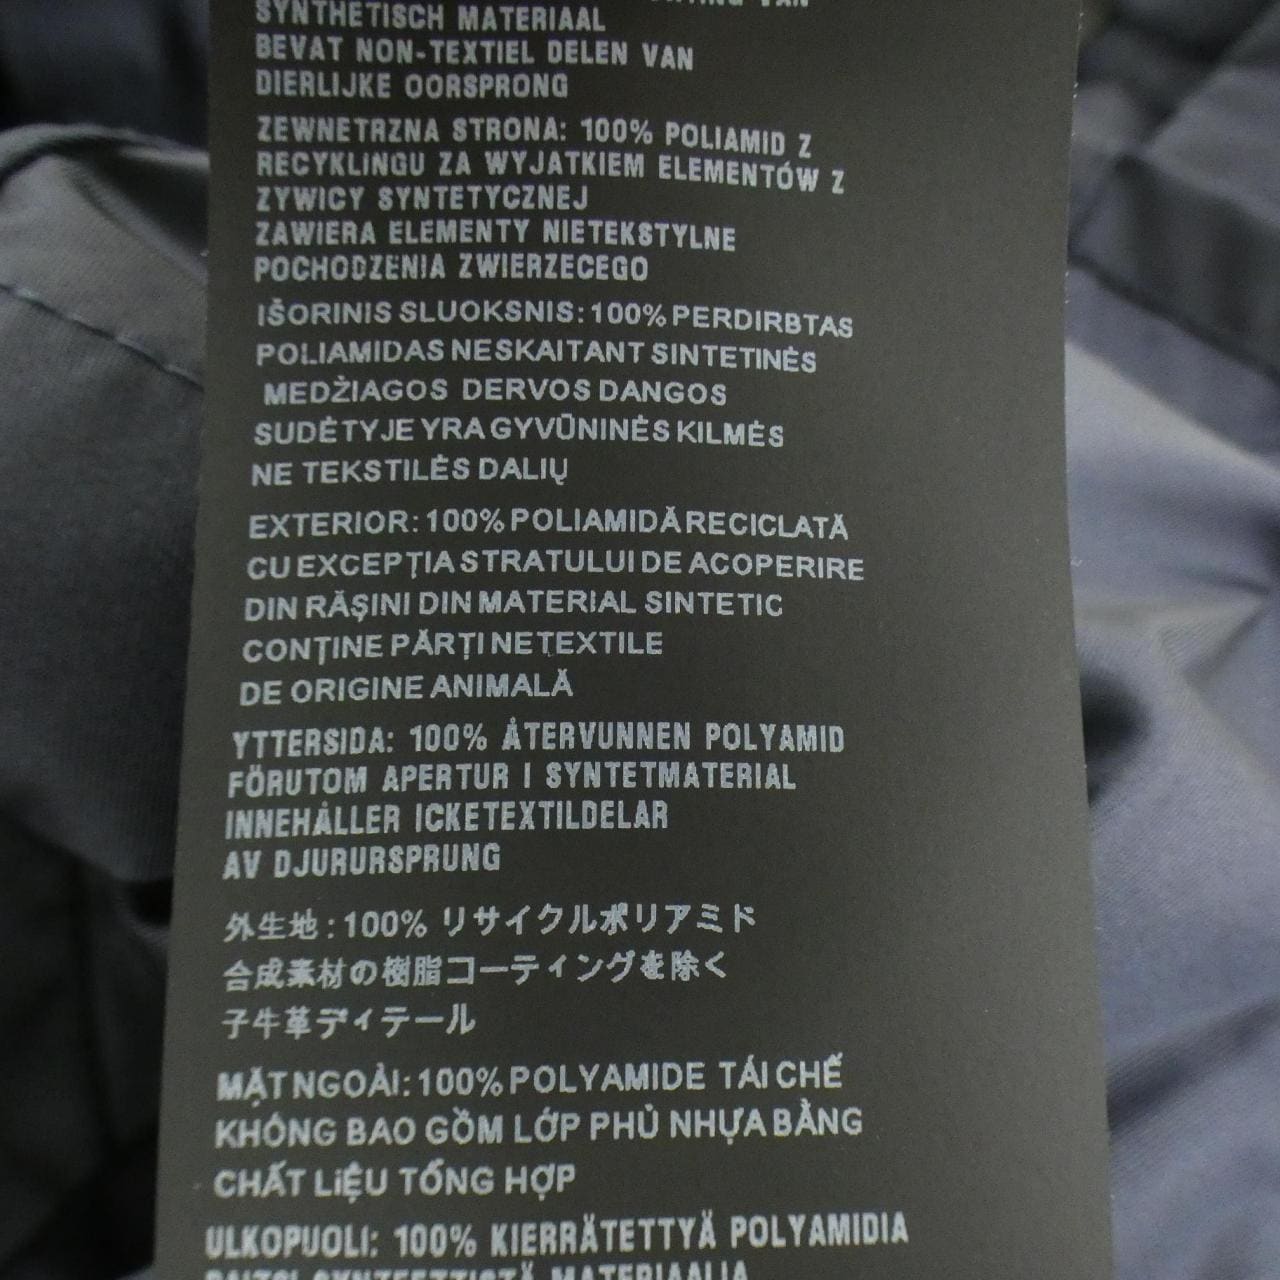 VAN
SYNTHETISCH MATERIAAL
BEVAT NON-TEXTIEL DELEN VAN
DIERLIJKE OORSPRONG
ZEWNETRZNA STRONA: 100% POLIAMID Z
RECYKLINGU ZA WYJATKIEM ELEMENTÓW Z
ZYWICY SYNTETYCZNEJ
ZAWIERA ELEMENTY NIETEKSTYLNE
POCHODZENIA ZWIERZECEGO
IŠORINIS SLUOKSNIS: 100% PERDIRBTAS
POLIAMIDAS NESKAITANT SINTETINĖS
MEDŽIAGOS DERVOS DANGOS
SUDĖTYJE YRA GYVŪNINĖS KILMĖS
NE TEKSTILĖS DALIŲ
EXTERIOR: 100% POLIAMIDĂ RECICLATĂ
CU EXCEPȚIA STRATULUI DE ACOPERIRE
DIN RĂȘINI DIN MATERIAL SINTETIC
CONȚINE PĂRȚI NETEXTILE
DE ORIGINE ANIMALĂ
YTTERSIDA: 100% ÅTERVUNNEN POLYAMID
FÖRUTOM APERTUR I SYNTETMATERIAL
INNEHÅLLER ICKETEXTILDELAR
AV DJURURSPRUNG
外生地 : 100% リサイクルポリアミド
合成素材の樹脂コーティングを除く
子牛革ディテール
MẶT NGOÀI: 100% POLYAMIDE TÁI CHẾ
KHÔNG BAO GỒM LỚP PHỦ NHỰA BẰNG
CHẤT LIỆU TỔNG HỢP
ULKOPUOLI: 100% KIERRÄTETTYÄ POLYAMIDIA
PAITSI SYNTEETTISTÄ MATERIAALIA